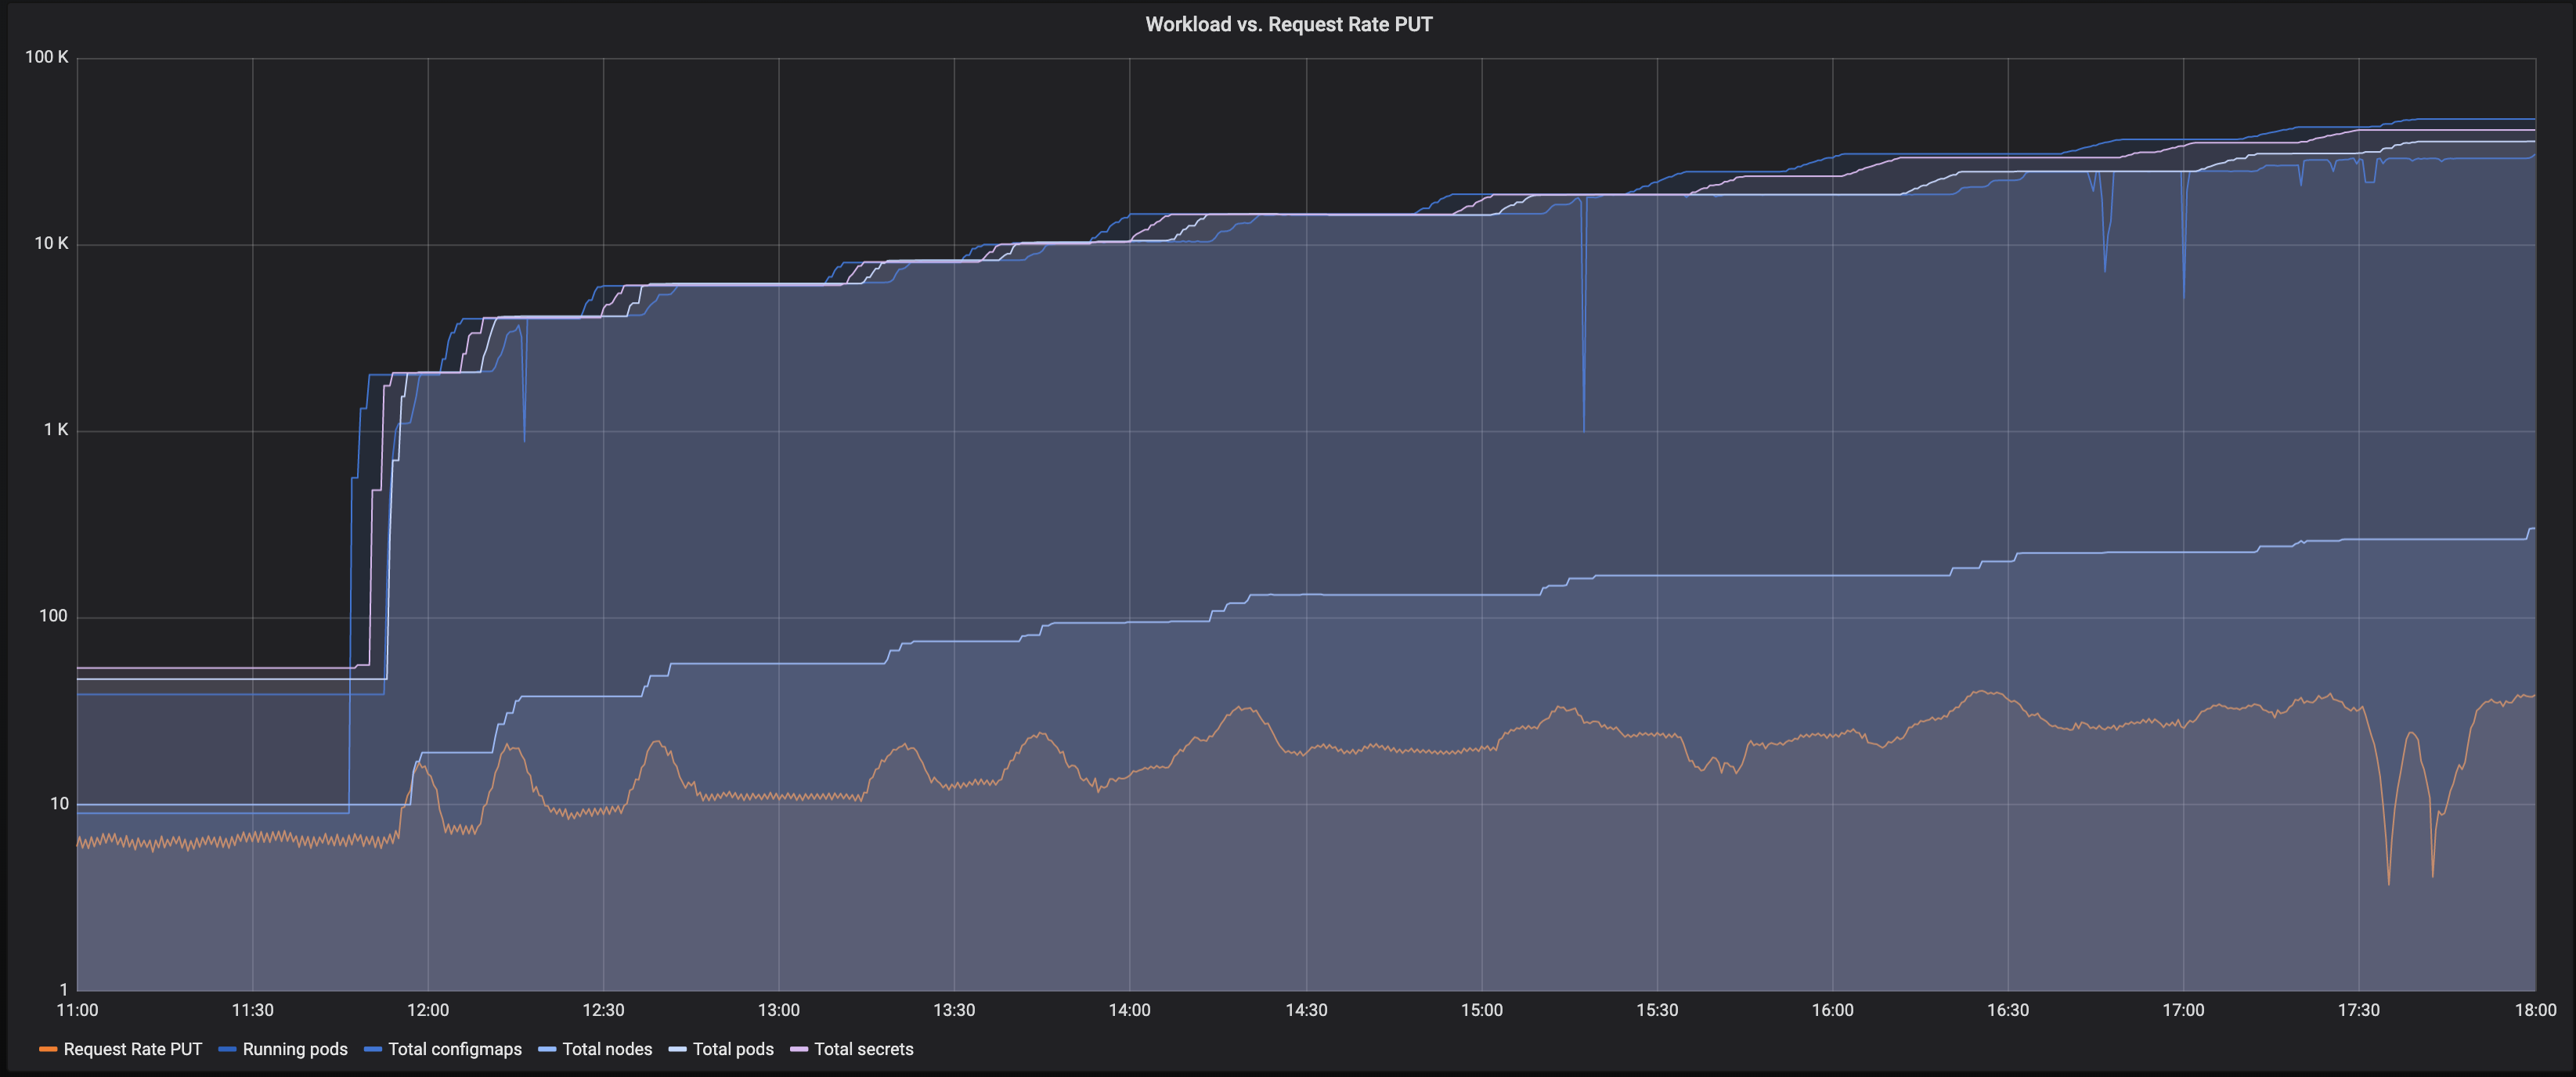 Workload vs. Request Rate PUT
100 K
10 K
1 K
100
10
1
11:00 11:30 12:00 12:30 13:00 13:30 14:00 14:30 15:00 15:30 16:00 16:30 17:00 17:30 18:00
Request Rate PUT Running pods Total configmaps Total nodes Total pods Total secrets